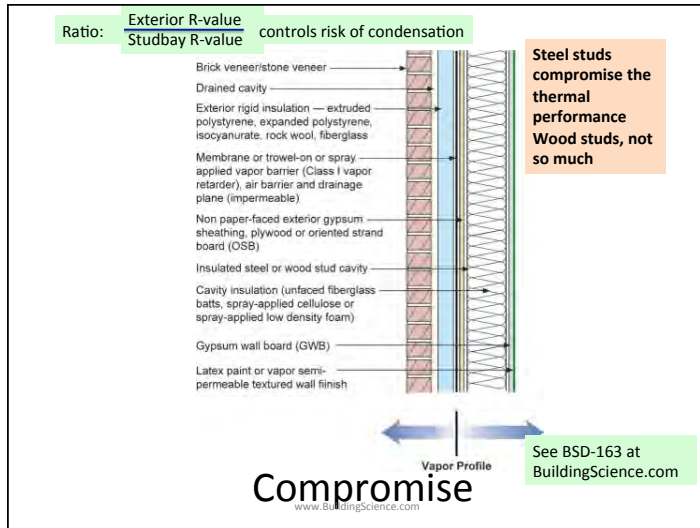 Ratio: Exterior R-value
Studbay R-value controls risk of condensation
Steel studs
compromise the
thermal
performance
Wood studs, not
so much
Brick veneer/stone veneer
Drained cavity
Exterior rigid insulation — extruded
polystyrene, expanded polystyrene,
isocyanurate, rock wool, fiberglass
Membrane or trowel-on or spray
applied vapor barrier (Class I vapor
retarder), air barrier and drainage
plane (impermeable)
Non paper-faced exterior gypsum
sheathing, plywood or oriented strand
board (OSB)
Insulated steel or wood stud cavity
Cavity insulation (unfaced fiberglass
batts, spray-applied cellulose or
spray-applied low density foam)
Gypsum wall board (GWB)
Latex paint or vapor semi-
permeable textured wall fiinish
Vapor Profile
See BSD-163 at
BuildingScience.com
Compromise
www.BuildingScience.com